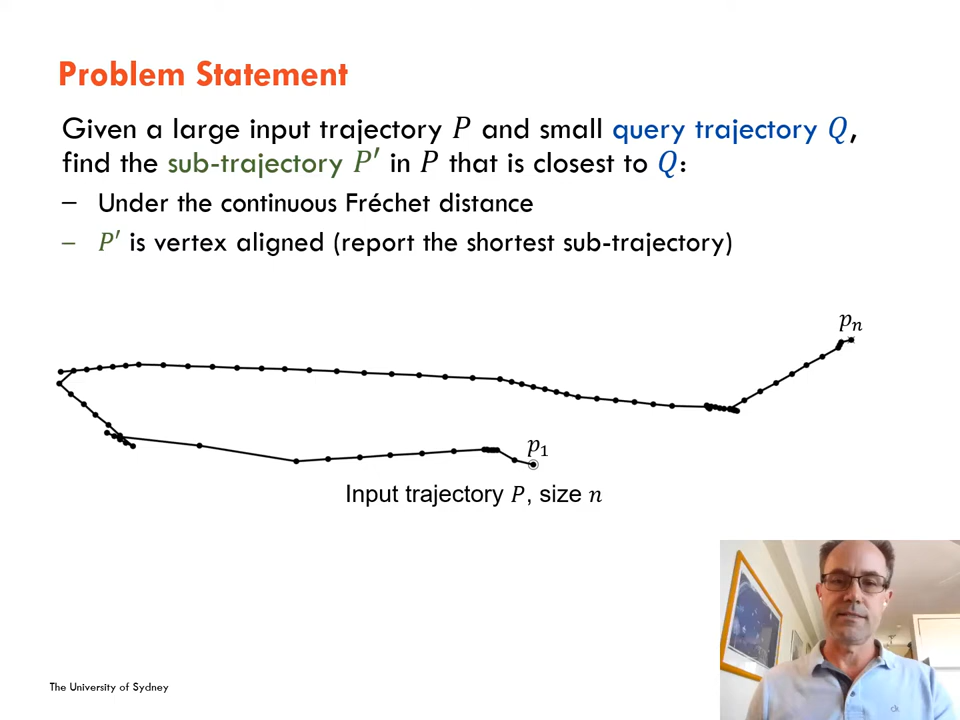 Problem Statement
Given a large input trajectory P and small query trajectory Q,
find the sub-trajectory P′ in P that is closest to Q:
– Under the continuous Fréchet distance
– P′ is vertex aligned (report the shortest sub-trajectory)
pₙ
p₁
Input trajectory P, size n
The University of Sydney